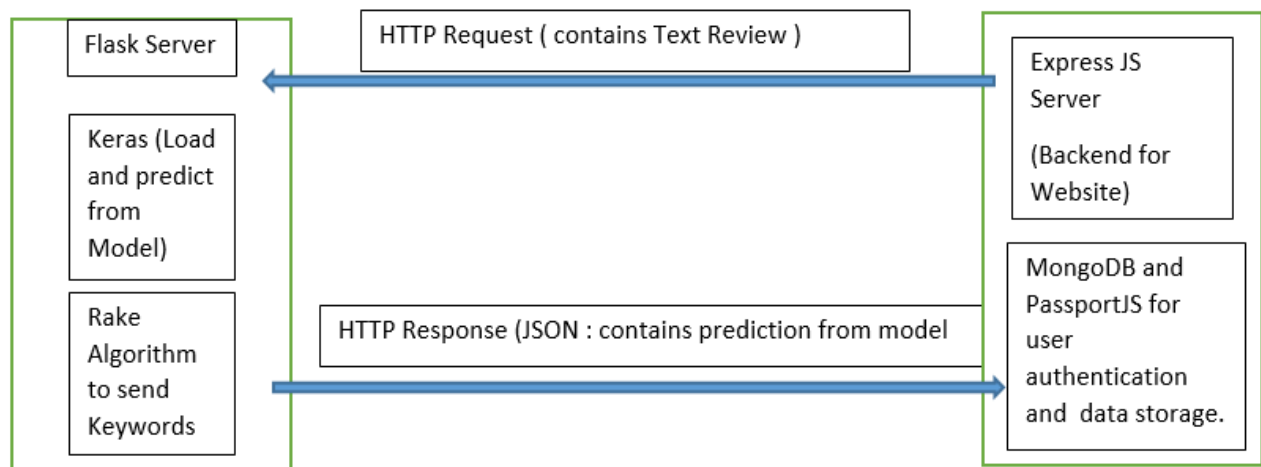 Flask Server
HTTP Request ( contains Text Review )
Express JS
Server
(Backend for
Website)
Keras (Load
and predict
from
Model)
Rake
Algorithm
to send
Keywords
HTTP Response (JSON : contains prediction from model
MongoDB and
PassportJS for
user
authentication
and data storage.